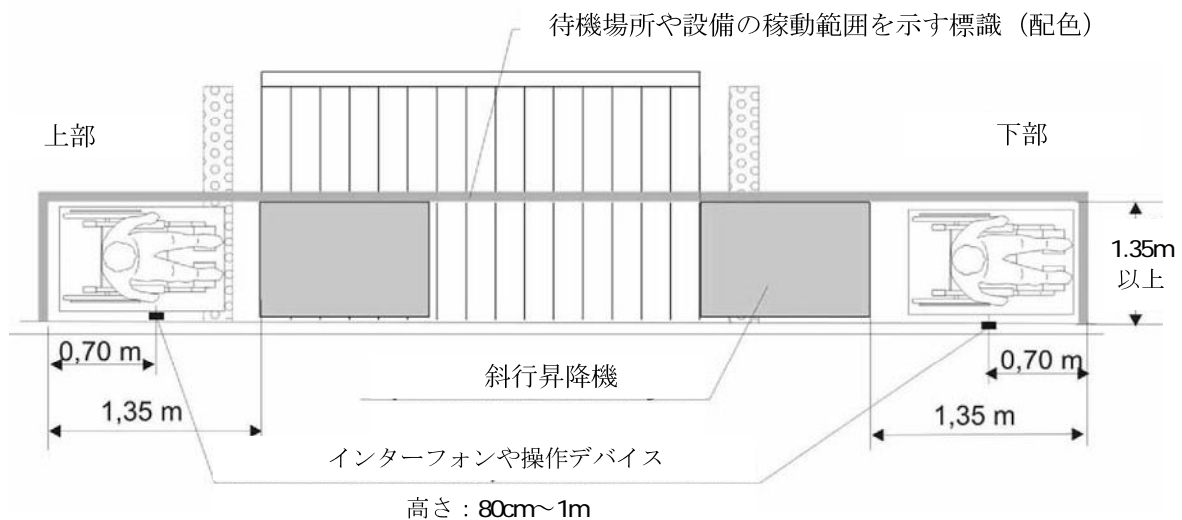 待機場所や設備の稼動範囲を示す標識（配色）
上部
下部
1.35m
以上
0,70 m
0,70 m
斜行昇降機
1,35 m
1,35 m
インターフォンや操作デバイス
高さ：80cm～1m